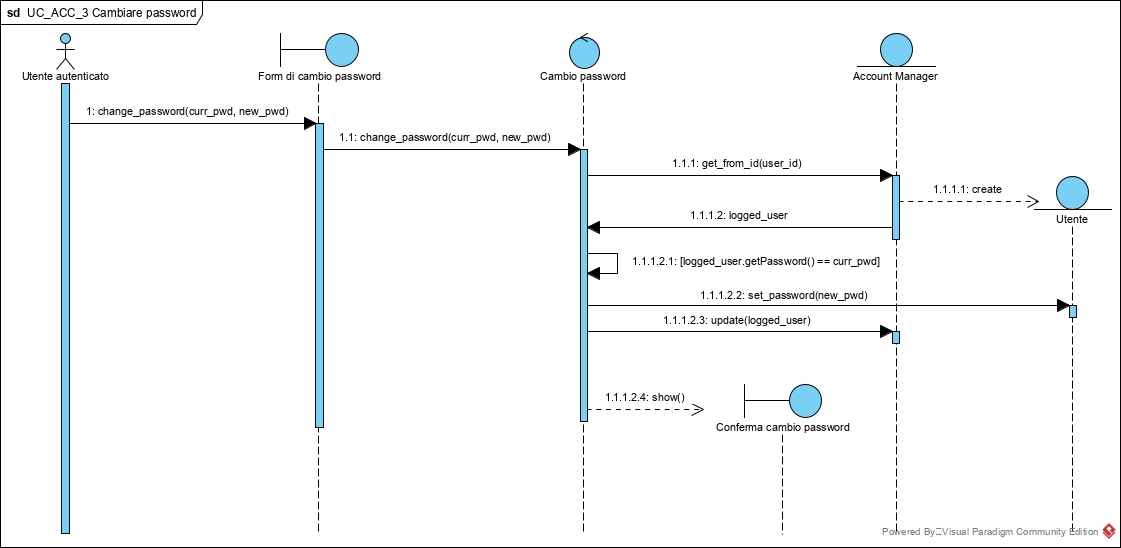 sd UC_ACC_3 Cambiare password
Utente autenticato
Form di cambio password
Cambio password
Account Manager
1: change_password(curr_pwd, new_pwd)
1.1: change_password(curr_pwd, new_pwd)
1.1.1: get_from_id(user_id)
1.1.1.1: create
Utente
1.1.1.2: logged_user
1.1.1.2.1: [logged_user.getPassword() == curr_pwd]
1.1.1.2.2: set_password(new_pwd)
1.1.1.2.3: update(logged_user)
1.1.1.2.4: show()
Conferma cambio password
Powered By Visual Paradigm Community Edition